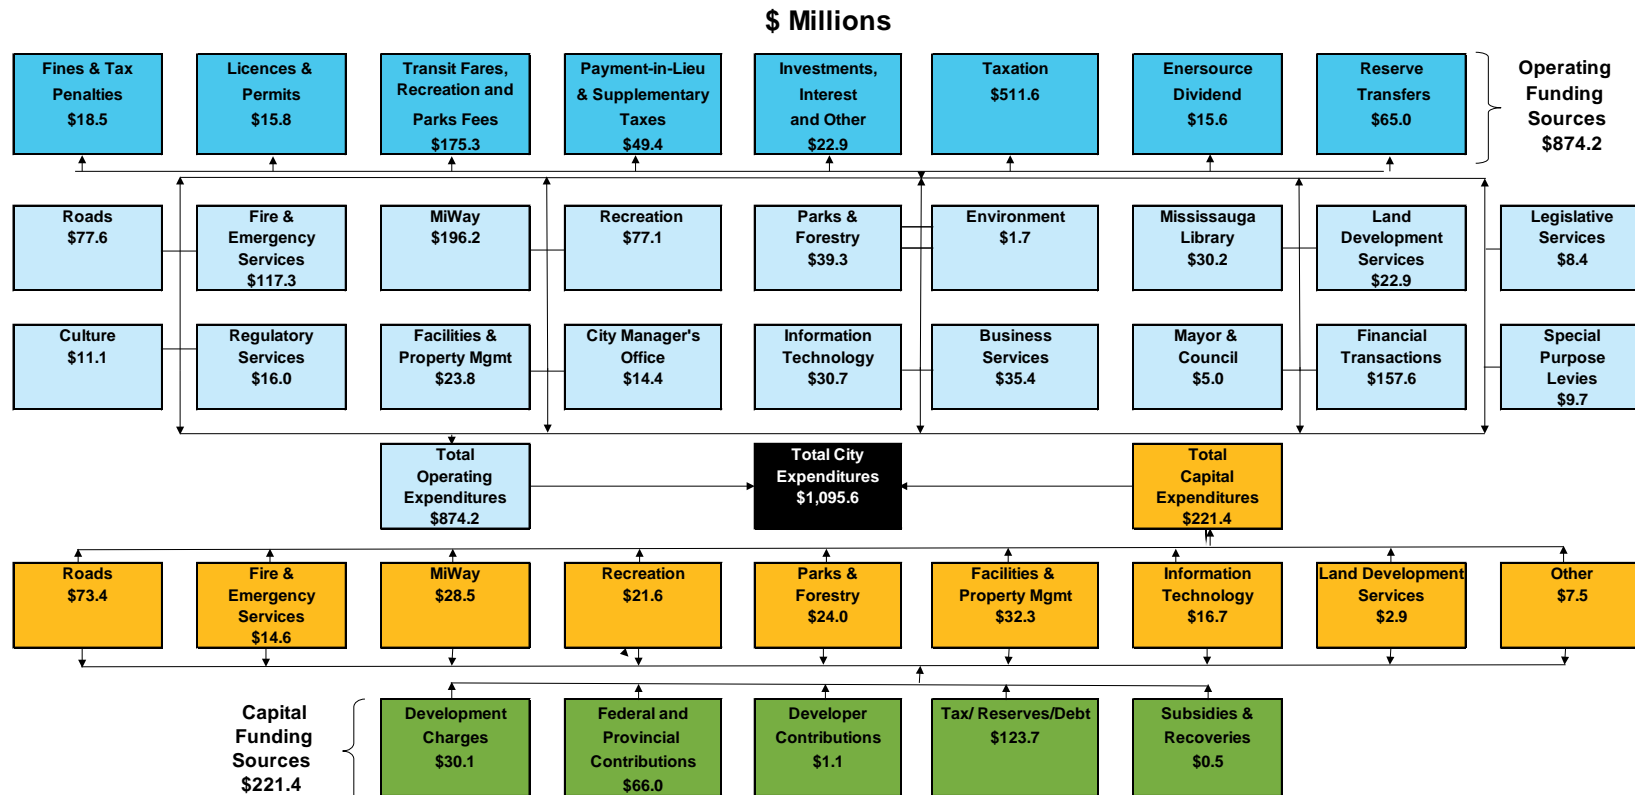 $ Millions
Fines & Tax
Penalties
$18.5
Licences &
Permits
$15.8
Transit Fares,
Recreation and
Parks Fees
$175.3
Payment-in-Lieu
& Supplementary
Taxes
$49.4
Investments,
Interest
and Other
$22.9
Taxation
$511.6
Enersource
Dividend
$15.6
Reserve
Transfers
$65.0
Operating
Funding
Sources
$874.2
Roads
$77.6
Fire &
Emergency
Services
$117.3
MiWay
$196.2
Recreation
$77.1
Parks &
Forestry
$39.3
Environment
$1.7
Mississauga
Library
$30.2
Land
Development
Services
$22.9
Legislative
Services
$8.4
Culture
$11.1
Regulatory
Services
$16.0
Facilities &
Property Mgmt
$23.8
City Manager's
Office
$14.4
Information
Technology
$30.7
Business
Services
$35.4
Mayor &
Council
$5.0
Financial
Transactions
$157.6
Special
Purpose
Levies
$9.7
Total
Operating
Expenditures
$874.2
Total City
Expenditures
$1,095.6
Total
Capital
Expenditures
$221.4
Roads
$73.4
Fire &
Emergency
Services
$14.6
MiWay
$28.5
Recreation
$21.6
Parks &
Forestry
$24.0
Facilities &
Property Mgmt
$32.3
Information
Technology
$16.7
Land Development
Services
$2.9
Other
$7.5
Capital
Funding
Sources
$221.4
Development
Charges
$30.1
Federal and
Provincial
Contributions
$66.0
Developer
Contributions
$1.1
Tax/ Reserves/Debt
$123.7
Subsidies &
Recoveries
$0.5